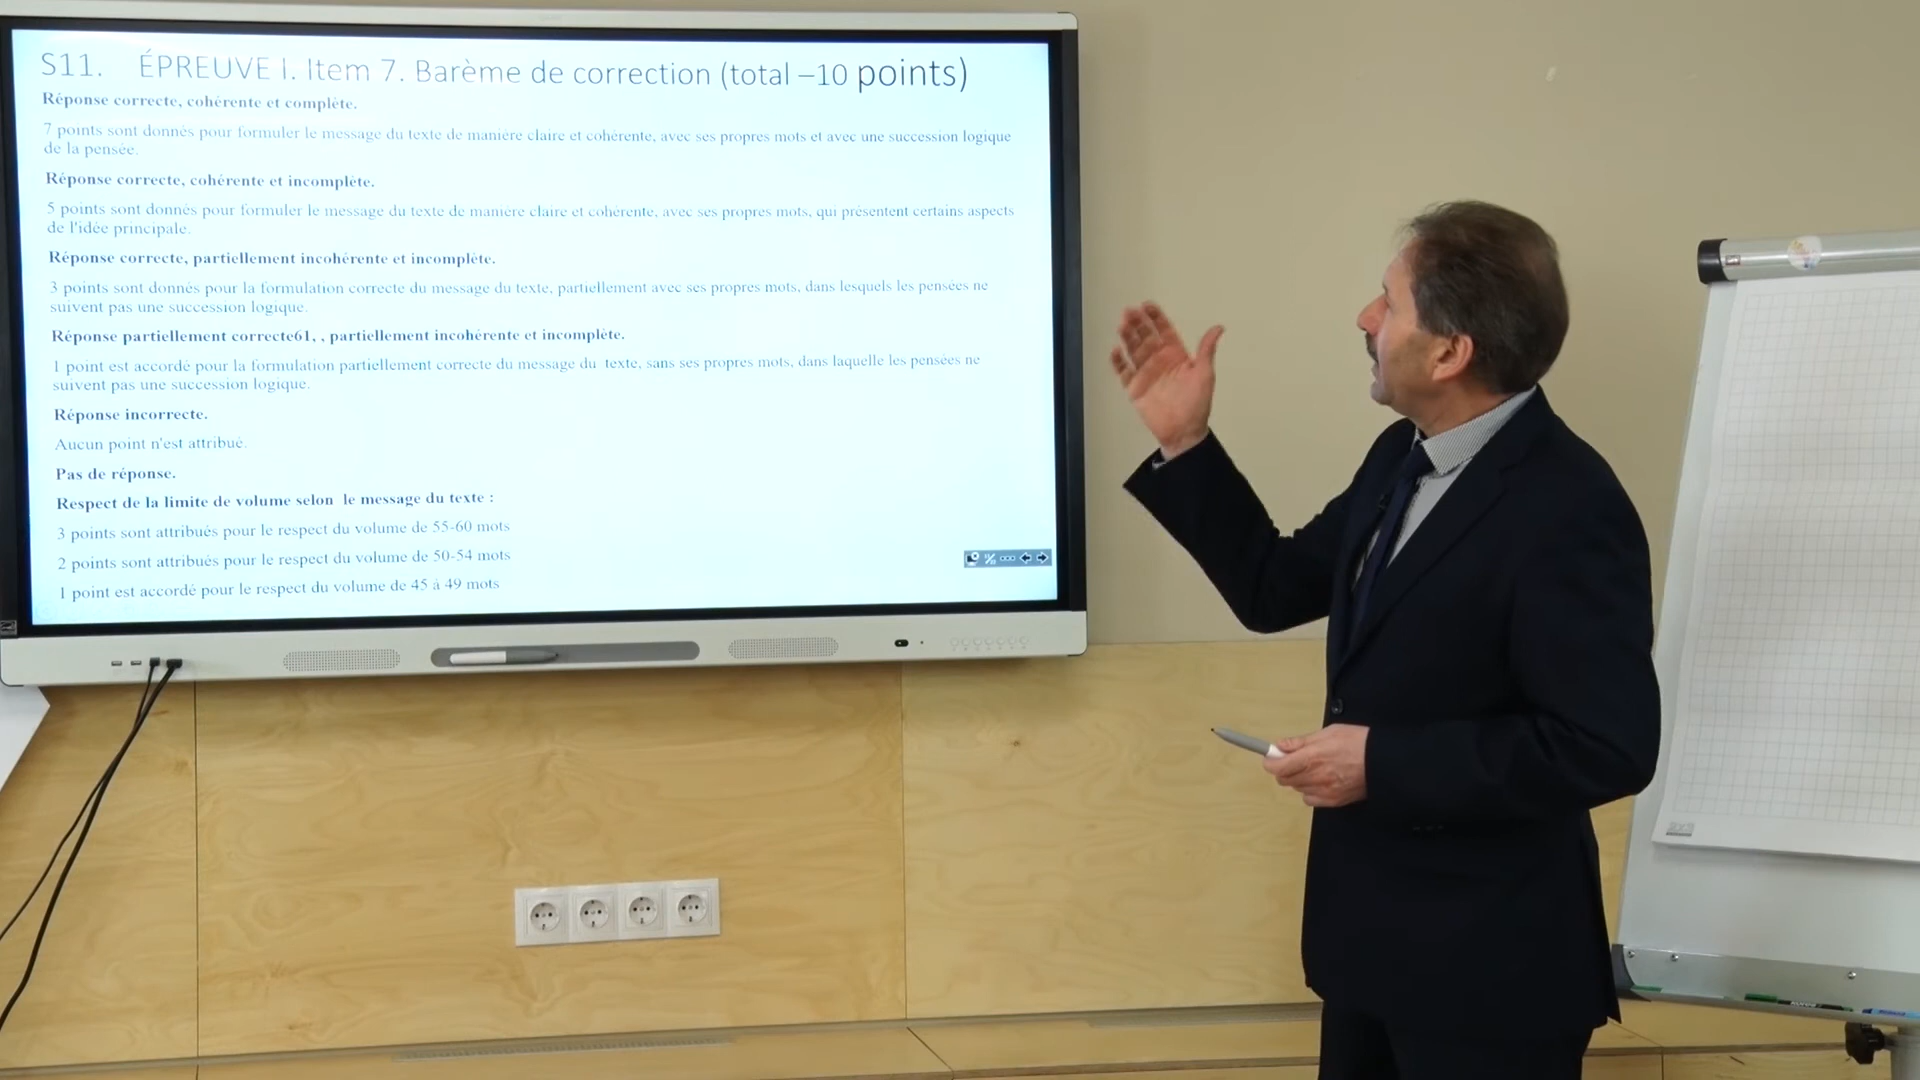 S11. ÉPREUVE I. Item 7. Barème de correction (total –10 points)
Réponse correcte, cohérente et complète.
7 points sont donnés pour formuler le message du texte de manière claire et cohérente, avec ses propres mots et avec une succession logique
de la pensée.
Réponse correcte, cohérente et incomplète.
5 points sont donnés pour formuler le message du texte de manière claire et cohérente, avec ses propres mots, qui présentent certains aspects
de l'idée principale.
Réponse correcte, partiellement incohérente et incomplète.
3 points sont donnés pour la formulation correcte du message du texte, partiellement avec ses propres mots, dans lesquels les pensées ne
suivent pas une succession logique.
Réponse partiellement correcte61, , partiellement incohérente et incomplète.
1 point est accordé pour la formulation partiellement correcte du message du texte, sans ses propres mots, dans laquelle les pensées ne
suivent pas une succession logique.
Réponse incorrecte.
Aucun point n'est attribué.
Pas de réponse.
Respect de la limite de volume selon le message du texte :
3 points sont attribués pour le respect du volume de 55-60 mots
2 points sont attribués pour le respect du volume de 50-54 mots
1 point est accordé pour le respect du volume de 45 à 49 mots